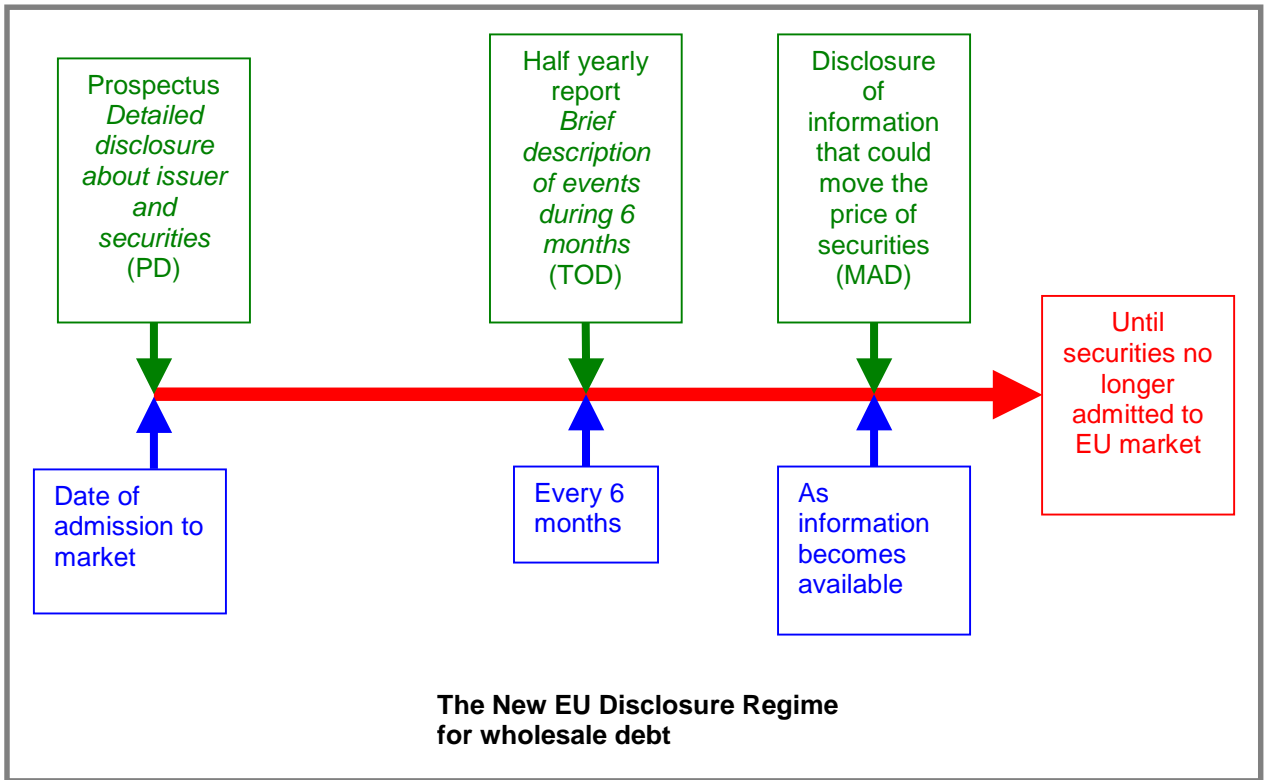 Prospectus
Detailed
disclosure
about issuer
and
securities
(PD)
Half yearly
report
Brief
description
of events
during 6
months
(TOD)
Disclosure
of
information
that could
move the
price of
securities
(MAD)
Until
securities no
longer
admitted to
EU market
Date of
admission to
market
Every 6
months
As
information
becomes
available
The New EU Disclosure Regime
for wholesale debt